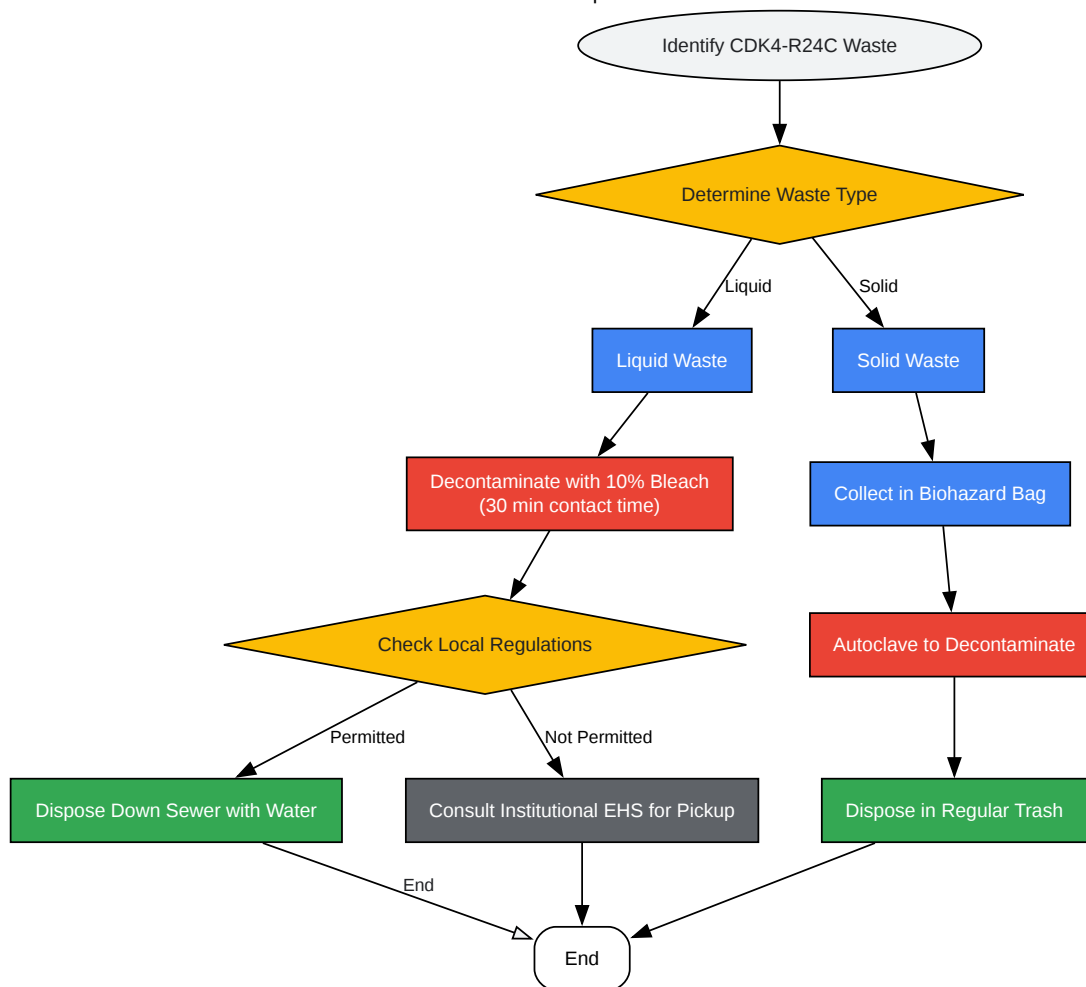 Identify CDK4-R24C Waste
Determine Waste Type
Liquid
Solid
Liquid Waste
Solid Waste
Decontaminate with 10% Bleach
(30 min contact time)
Collect in Biohazard Bag
Check Local Regulations
Autoclave to Decontaminate
Permitted
Not Permitted
Dispose Down Sewer with Water
Consult Institutional EHS for Pickup
Dispose in Regular Trash
End
End